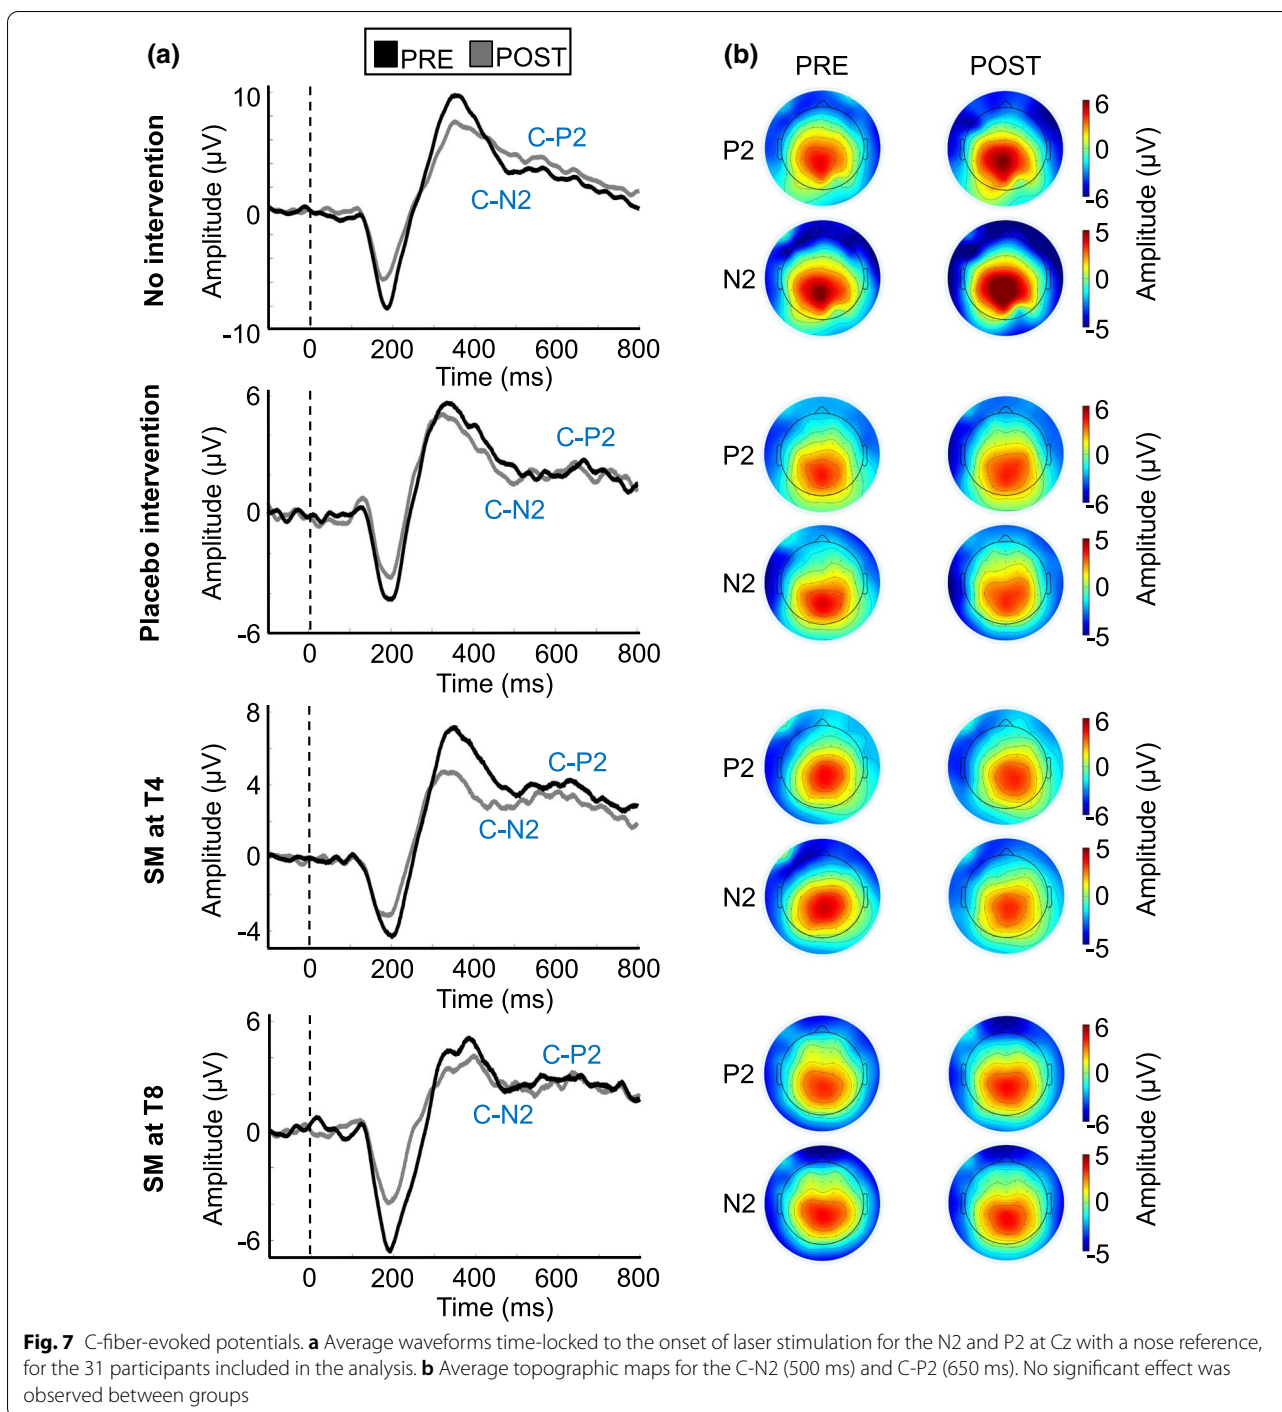 (a)
PRE POST
(b)
PRE POST
No intervention
Amplitude (µV)
10
0
-10
0 200 400 600 800
Time (ms)
C-P2
C-N2
P2
6
0
-6
N2
5
0
-5
Amplitude (µV)
Placebo intervention
Amplitude (µV)
6
0
-6
0 200 400 600 800
Time (ms)
C-P2
C-N2
P2
6
0
-6
N2
5
0
-5
Amplitude (µV)
SM at T4
Amplitude (µV)
8
4
0
-4
0 200 400 600 800
Time (ms)
C-P2
C-N2
P2
6
0
-6
N2
5
0
-5
Amplitude (µV)
SM at T8
Amplitude (µV)
6
0
-6
0 200 400 600 800
Time (ms)
C-P2
C-N2
P2
6
0
-6
N2
5
0
-5
Amplitude (µV)
Fig. 7 C-fiber-evoked potentials. a Average waveforms time-locked to the onset of laser stimulation for the N2 and P2 at Cz with a nose reference,
for the 31 participants included in the analysis. b Average topographic maps for the C-N2 (500 ms) and C-P2 (650 ms). No significant effect was
observed between groups